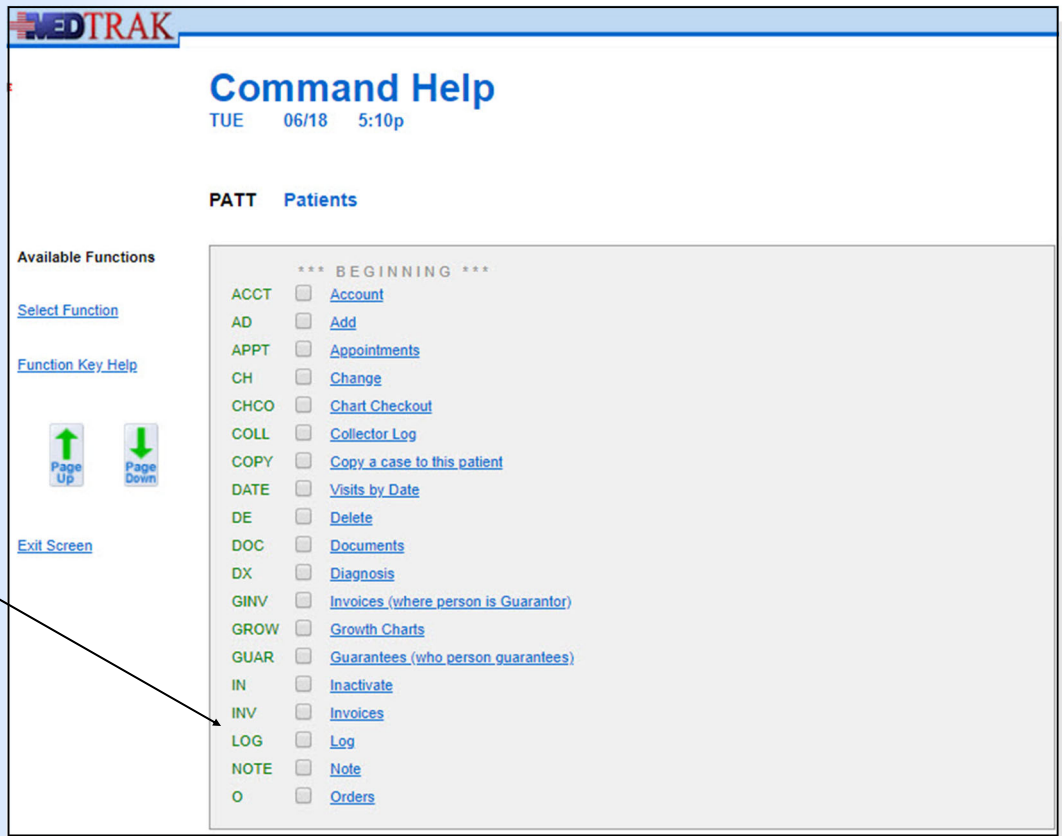 MEDTRAK
Command Help
TUE 06/18 5:10p
PATT Patients
Available Functions
Select Function
Function Key Help
Page Up
Page Down
Exit Screen
*** BEGINNING ***
ACCT Account
AD Add
APPT Appointments
CH Change
CHCO Chart Checkout
COLL Collector Log
COPY Copy a case to this patient
DATE Visits by Date
DE Delete
DOC Documents
DX Diagnosis
GINV Invoices (where person is Guarantor)
GROW Growth Charts
GUAR Guarantees (who person guarantees)
IN Inactivate
INV Invoices
LOG Log
NOTE Note
O Orders